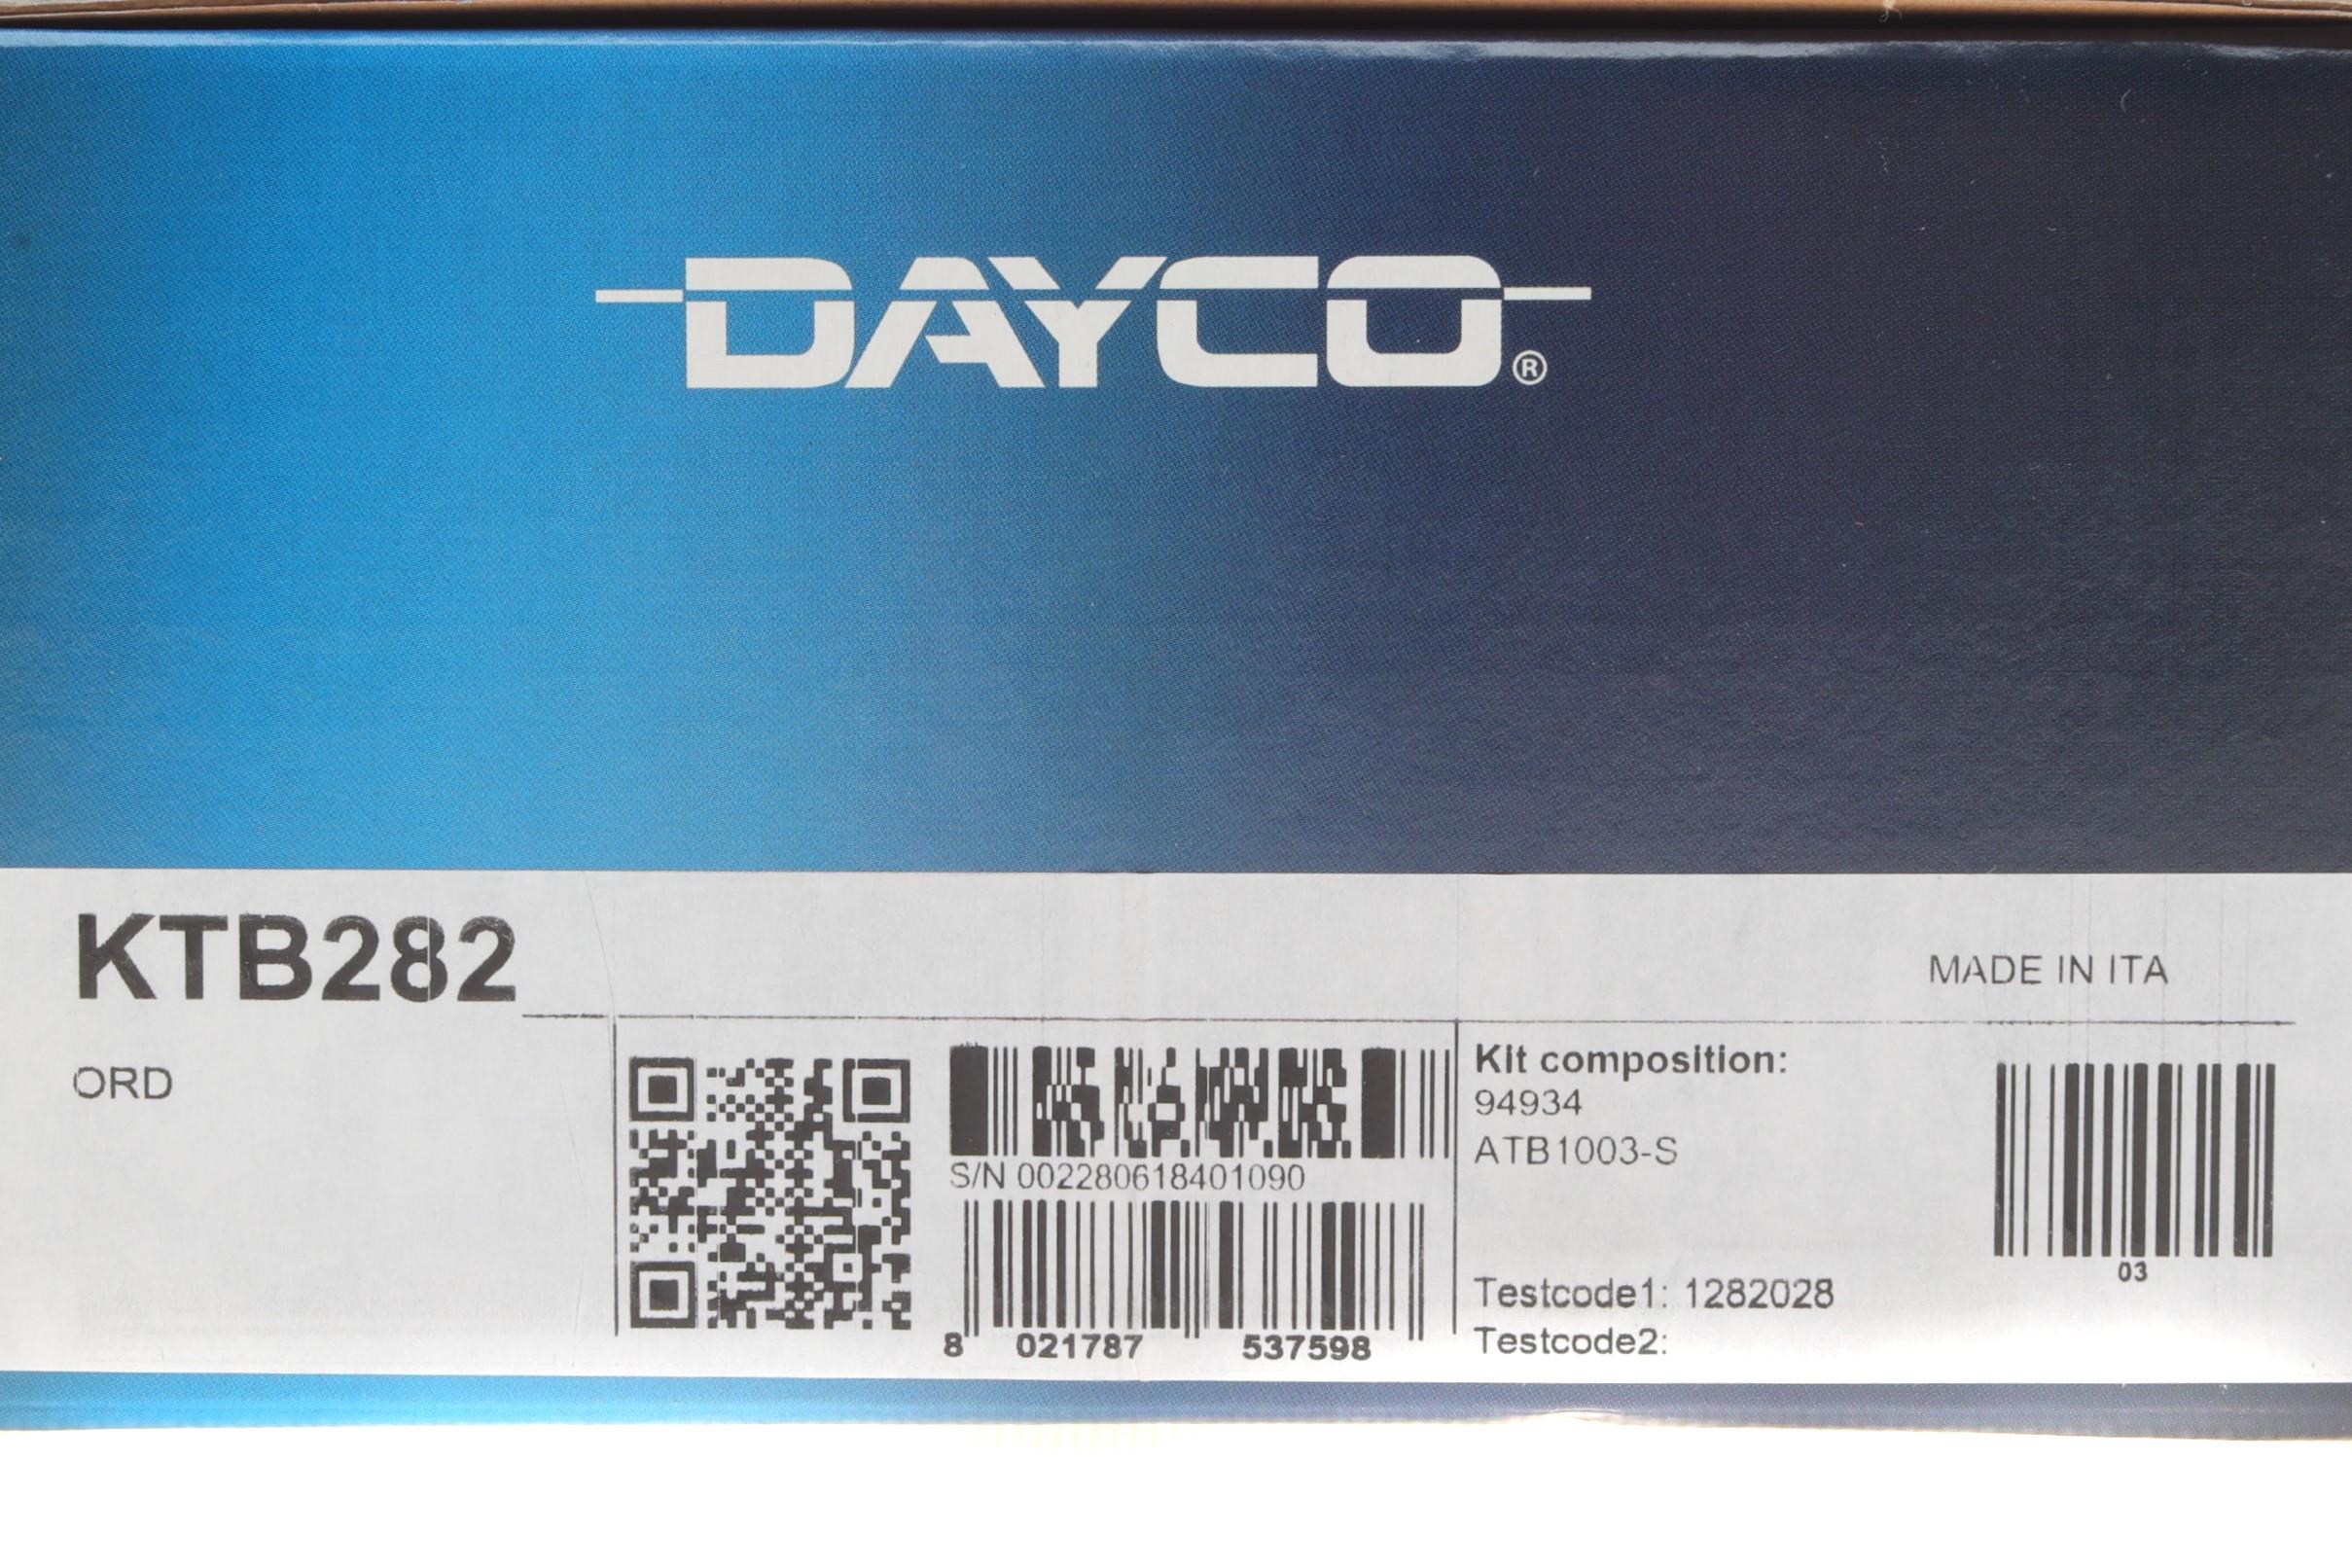 DAYCO®
KTB282
MADE IN ITA
ORD
S/N 002280618401090
8 021787 537598
Kit composition:
94934
ATB1003-S
Testcode1: 1282028
Testcode2:
03